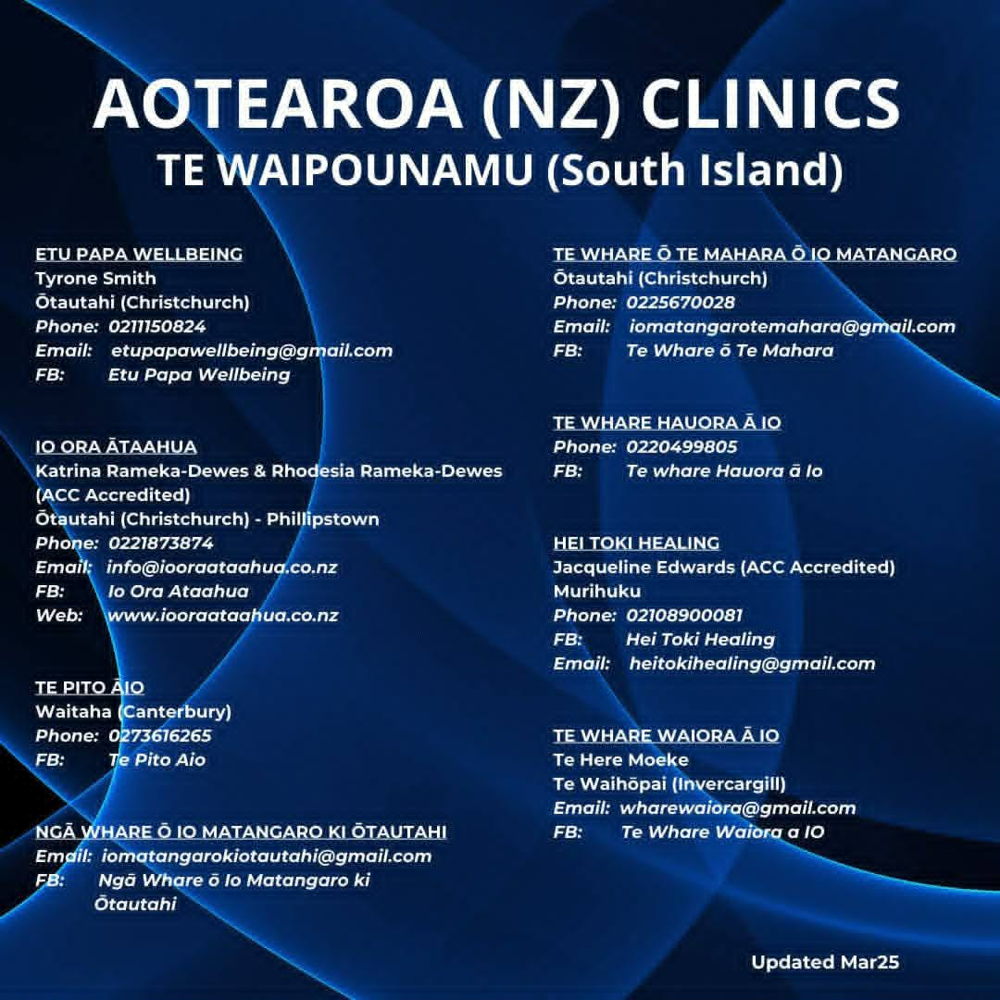 AOTEAROA (NZ) CLINICS
TE WAIPOUNAMU (South Island)
ETU PAPA WELLBEING
Tyrone Smith
Ōtautahi (Christchurch)
Phone: 0211150824
Email: etupapawellbeing@gmail.com
FB: Etu Papa Wellbeing
IO ORA ĀTAAHUA
Katrina Rameka-Dewes & Rhodesia Rameka-Dewes
(ACC Accredited)
Ōtautahi (Christchurch) - Phillipstown
Phone: 0221873874
Email: info@iooraataahua.co.nz
FB: Io Ora Ataahua
Web: www.iooraataahua.co.nz
TE PITO ĀIO
Waitaha (Canterbury)
Phone: 0273616265
FB: Te Pito Aio
NGĀ WHARE Ō IO MATANGARO KI ŌTAUTAHI
Email: iomatangarokiotautahi@gmail.com
FB: Ngā Whare ō Io Matangaro ki
Ōtautahi
TE WHARE Ō TE MAHARA Ō IO MATANGARO
Ōtautahi (Christchurch)
Phone: 0225670028
Email: iomatangarotemahara@gmail.com
FB: Te Whare ō Te Mahara
TE WHARE HAUORA Ā IO
Phone: 0220499805
FB: Te whare Hauora ā Io
HEI TOKI HEALING
Jacqueline Edwards (ACC Accredited)
Murihuku
Phone: 02108900081
FB: Hei Toki Healing
Email: heitokihealing@gmail.com
TE WHARE WAIORA Ā IO
Te Here Moeke
Te Waihōpai (Invercargill)
Email: wharewaiora@gmail.com
FB: Te Whare Waiora a IO
Updated Mar25